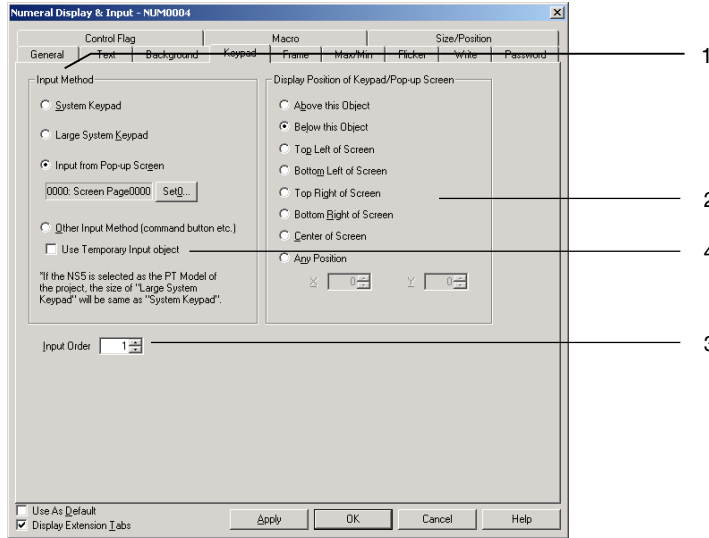 Numeral Display & Input - NUM0004
Control Flag Macro Size/Position
General Text Background Keypad Frame Max/Min Flicker Write Password
1
Input Method
System Keypad
Large System Keypad
Input from Pop-up Screen
0000: Screen Page0000 Set0...
Other Input Method (command button etc.)
Use Temporary Input object
"If the NS5 is selected as the PT Model of
the project, the size of "Large System
Keypad" will be same as "System Keypad".
Display Position of Keypad/Pop-up Screen
Above this Object
Below this Object
Top Left of Screen
Bottom Left of Screen
Top Right of Screen
Bottom Right of Screen
Center of Screen
Any Position
X 0 Y 0
2
4
Input Order 1
3
Use As Default
Display Extension Tabs
Apply OK Cancel Help